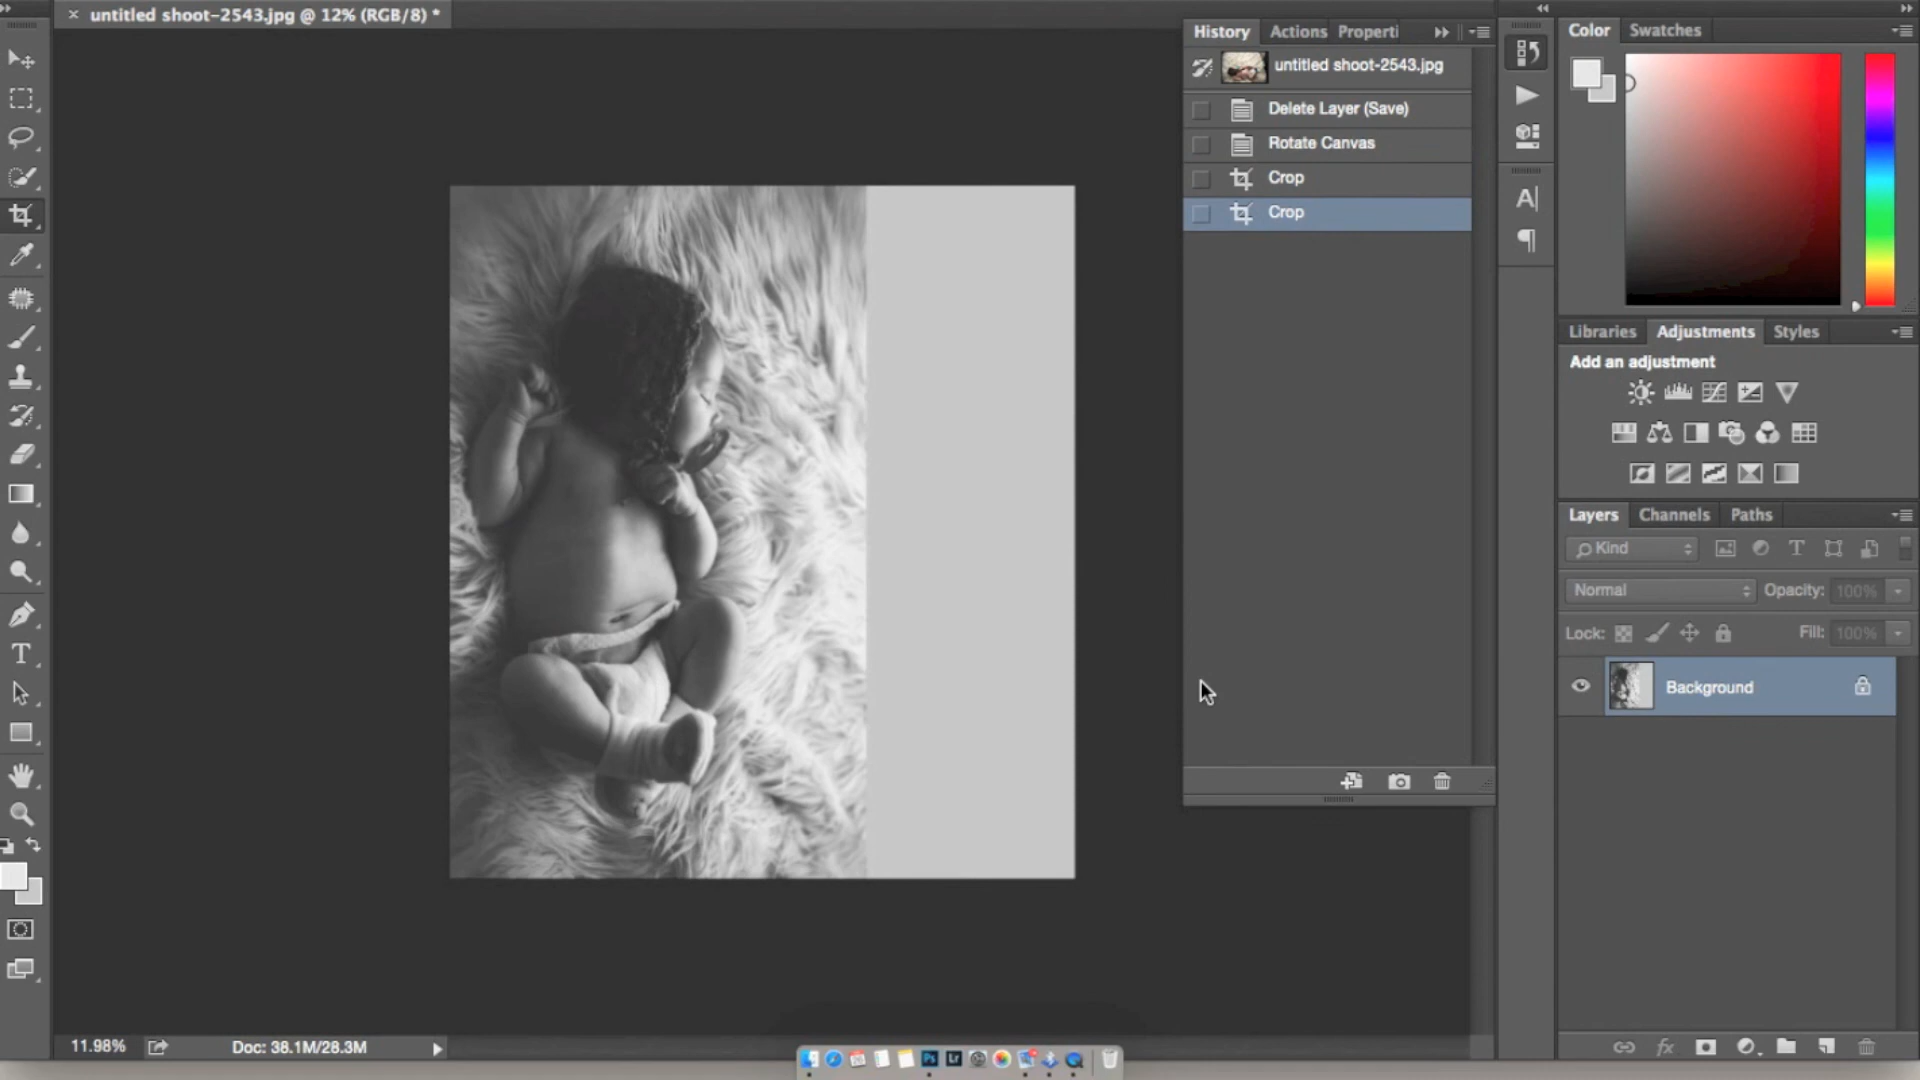 untitled shoot-2543.jpg @ 12% (RGB/8) *
History Actions Properti
untitled shoot-2543.jpg
Delete Layer (Save)
Rotate Canvas
Crop
Crop
Color Swatches
Libraries Adjustments Styles
Add an adjustment
Layers Channels Paths
Kind
Normal Opacity: 100%
Lock: Fill: 100%
Background
11.98% Doc: 38.1M/28.3M
Ps Lr